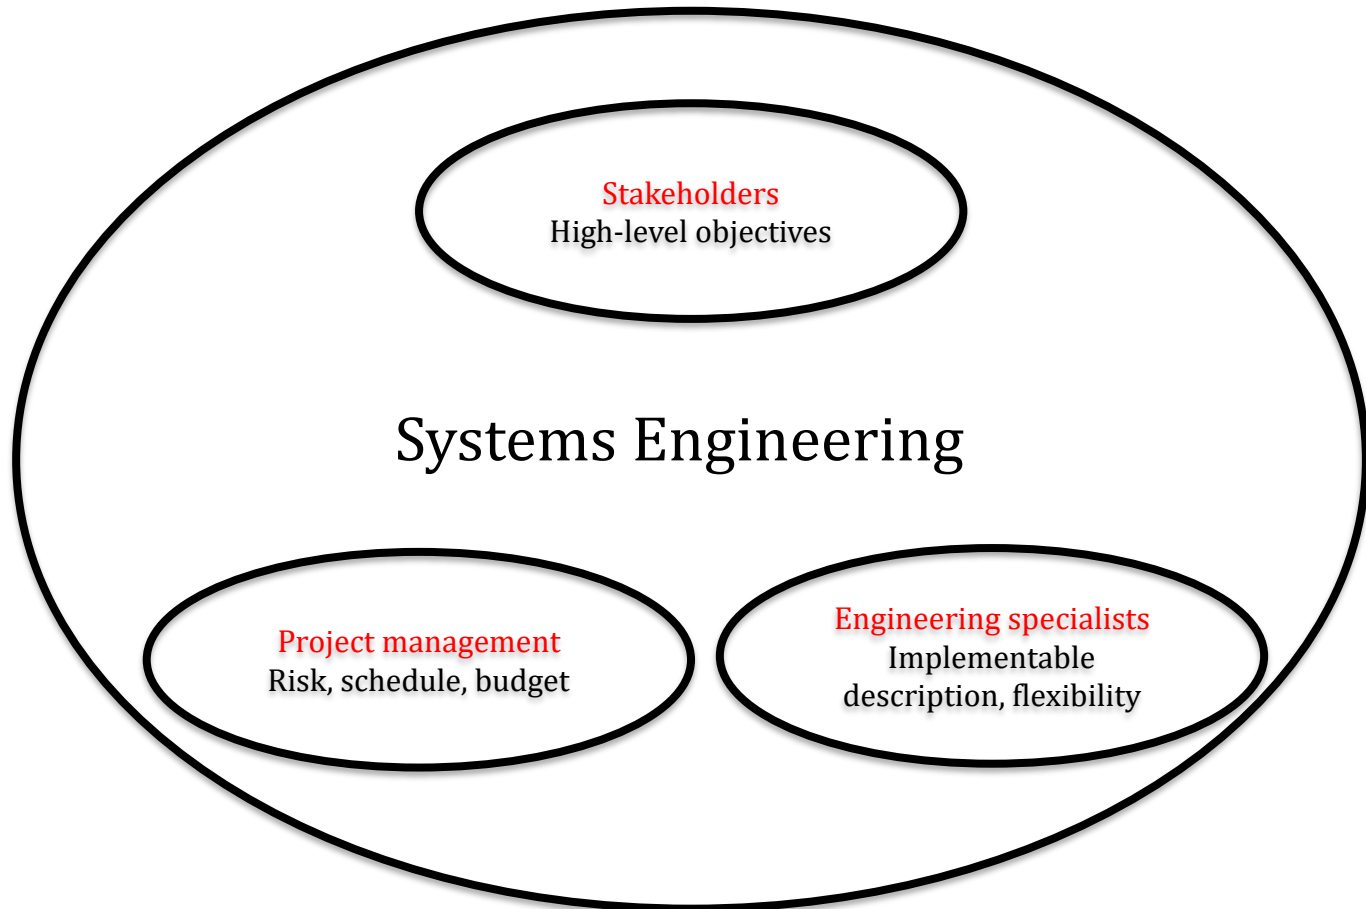 Stakeholders
High-level objectives
Systems Engineering
Project management
Risk, schedule, budget
Engineering specialists
Implementable
description, flexibility